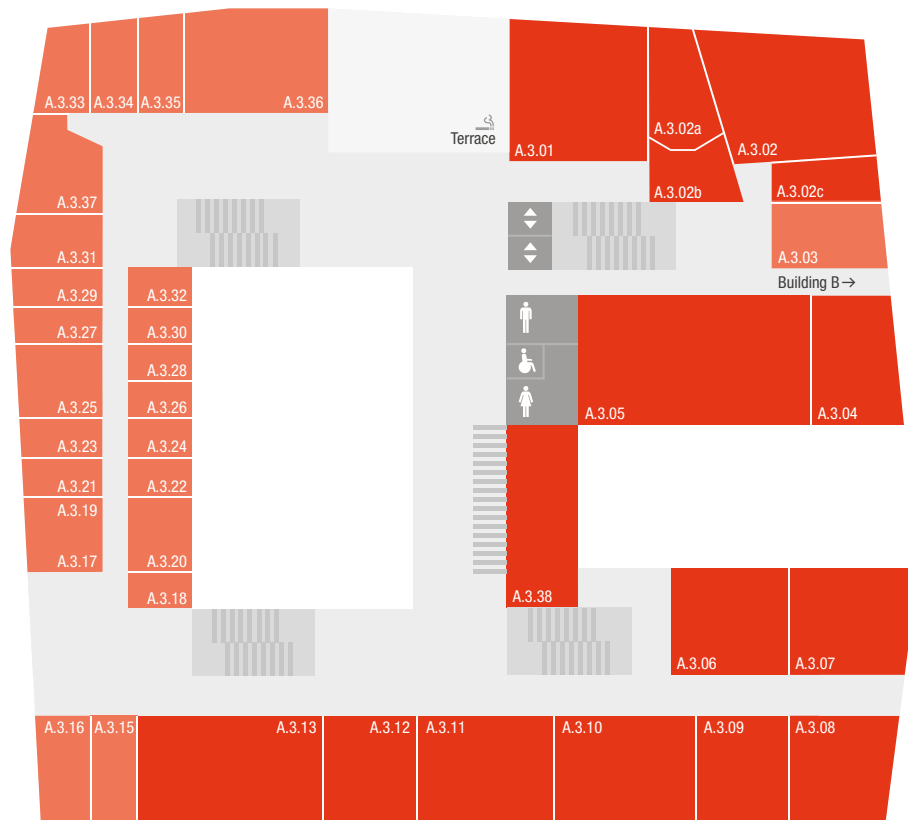 A.3.33
A.3.34
A.3.35
A.3.36
Terrace
A.3.01
A.3.02a
A.3.02
A.3.02b
A.3.02c
A.3.37
A.3.31
A.3.03
Building B→
A.3.29
A.3.32
A.3.27
A.3.30
A.3.28
A.3.25
A.3.26
A.3.05
A.3.04
A.3.23
A.3.24
A.3.21
A.3.22
A.3.19
A.3.17
A.3.20
A.3.18
A.3.38
A.3.06
A.3.07
A.3.16
A.3.15
A.3.13
A.3.12
A.3.11
A.3.10
A.3.09
A.3.08